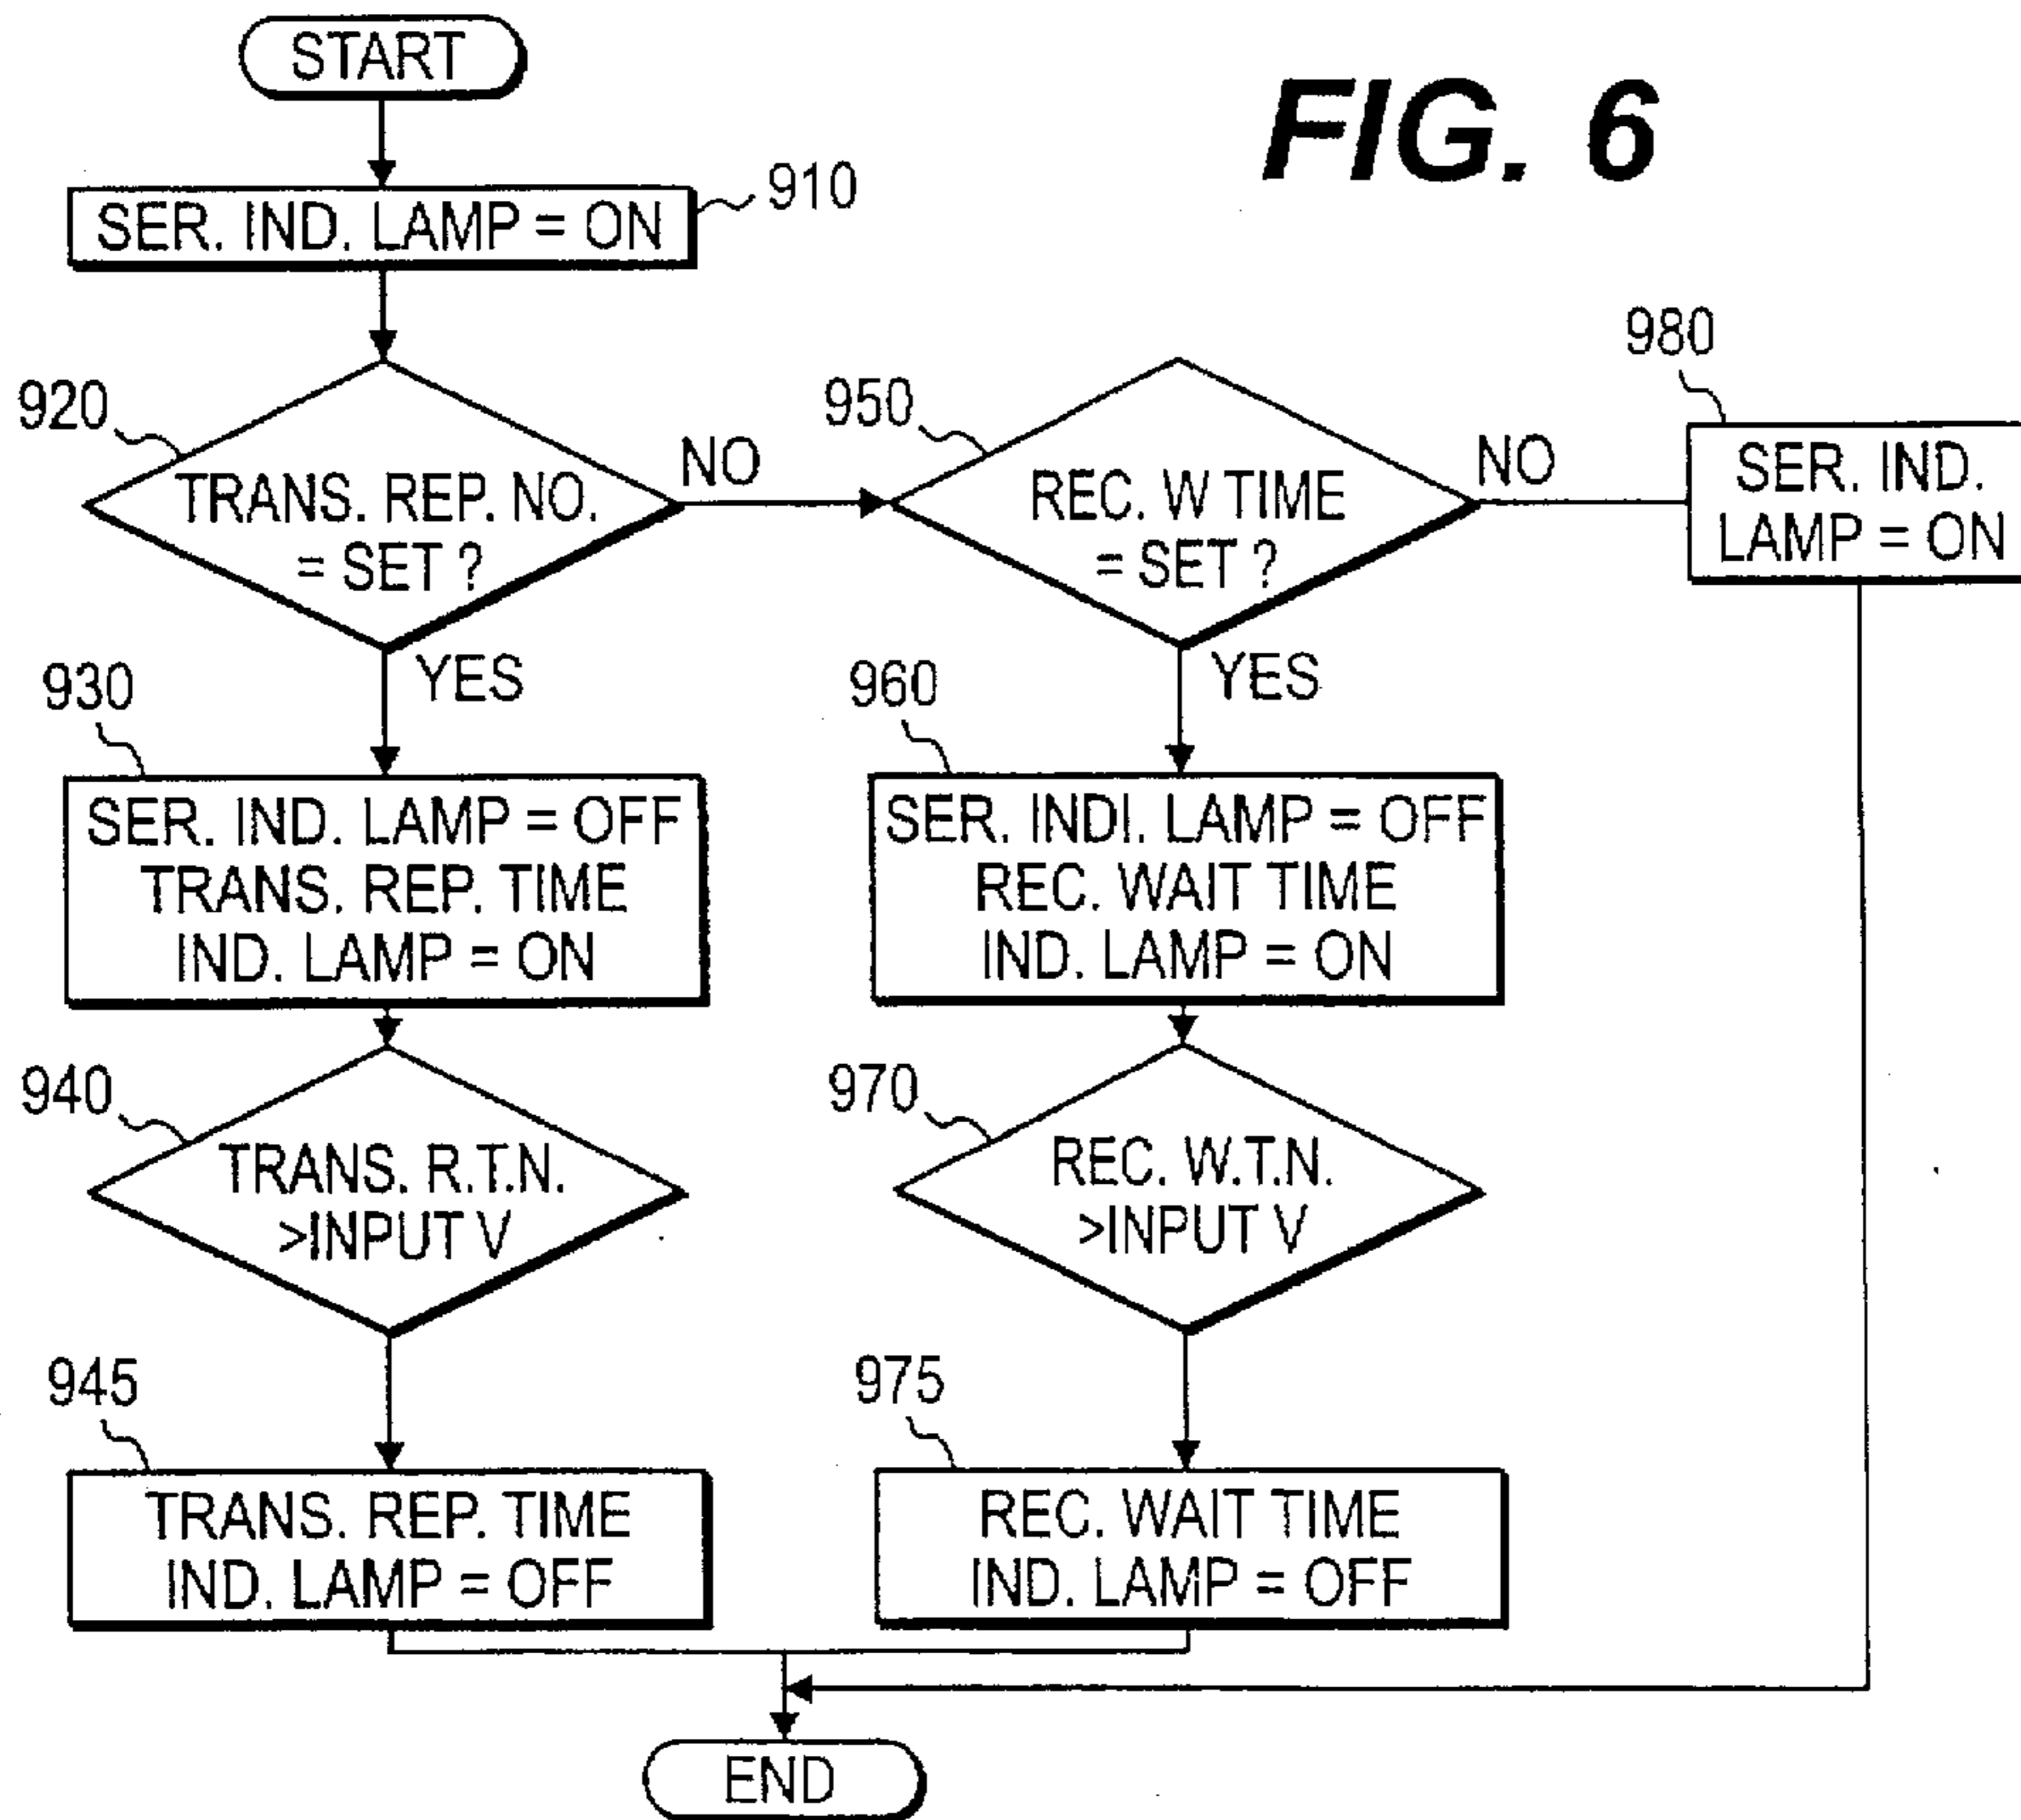 START
FIG. 6
910
SER. IND. LAMP = ON
920
TRANS. REP. NO.
= SET ?
NO
950
REC. W TIME
= SET ?
NO
980
SER. IND.
LAMP = ON
YES
YES
930
SER. IND. LAMP = OFF
TRANS. REP. TIME
IND. LAMP = ON
960
SER. INDI. LAMP = OFF
REC. WAIT TIME
IND. LAMP = ON
940
TRANS. R.T.N.
>INPUT V
970
REC. W.T.N.
>INPUT V
945
TRANS. REP. TIME
IND. LAMP = OFF
975
REC. WAIT TIME
IND. LAMP = OFF
END